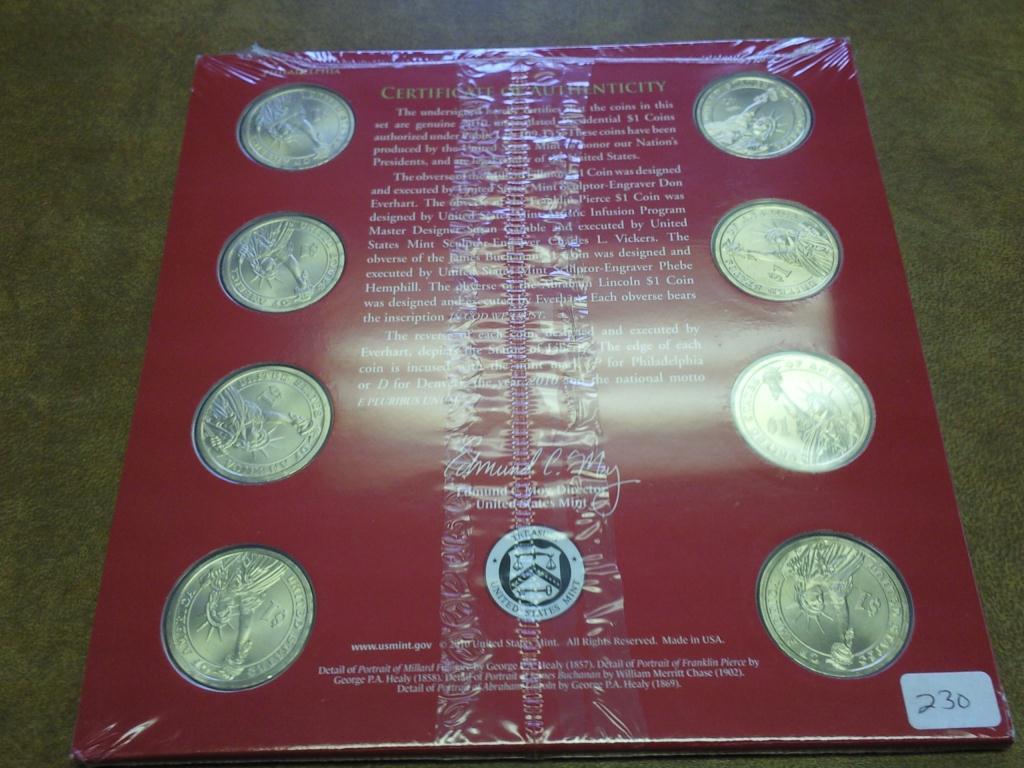 PHILADELPHIA
CERTIFICATE OF AUTHENTICITY
The undersigned hereby certifies that the coins in this
set are genuine 2010 uncirculated Presidential $1 Coins
authorized under Public Law 109-145. These coins have been
produced by the United States Mint to honor our Nation's
Presidents, and are legal tender of the United States.
The obverse of the Millard Fillmore $1 Coin was designed
and executed by United States Mint Sculptor-Engraver Don
Everhart. The obverse of the Franklin Pierce $1 Coin was
designed by United States Mint Artistic Infusion Program
Master Designer Susan Gamble and executed by United
States Mint Sculptor-Engraver Charles L. Vickers. The
obverse of the James Buchanan $1 Coin was designed and
executed by United States Mint Sculptor-Engraver Phebe
Hemphill. The obverse of the Abraham Lincoln $1 Coin
was designed and executed by Everhart. Each obverse bears
the inscription IN GOD WE TRUST.
The reverse of each coin, designed and executed by
Everhart, depicts the Statue of Liberty. The edge of each
coin is incused with the mint mark P for Philadelphia
or D for Denver, the year 2010 and the national motto
E PLURIBUS UNUM.
Edmund C. Moy
Edmund C. Moy, Director
United States Mint
TREASURY
UNITED STATES MINT
www.usmint.gov © 2010 United States Mint. All Rights Reserved. Made in USA.
Detail of Portrait of Millard Fillmore by George P.A. Healy (1857). Detail of Portrait of Franklin Pierce by
George P.A. Healy (1858). Detail of Portrait of James Buchanan by William Merritt Chase (1902).
Detail of Portrait of Abraham Lincoln by George P.A. Healy (1869).
230